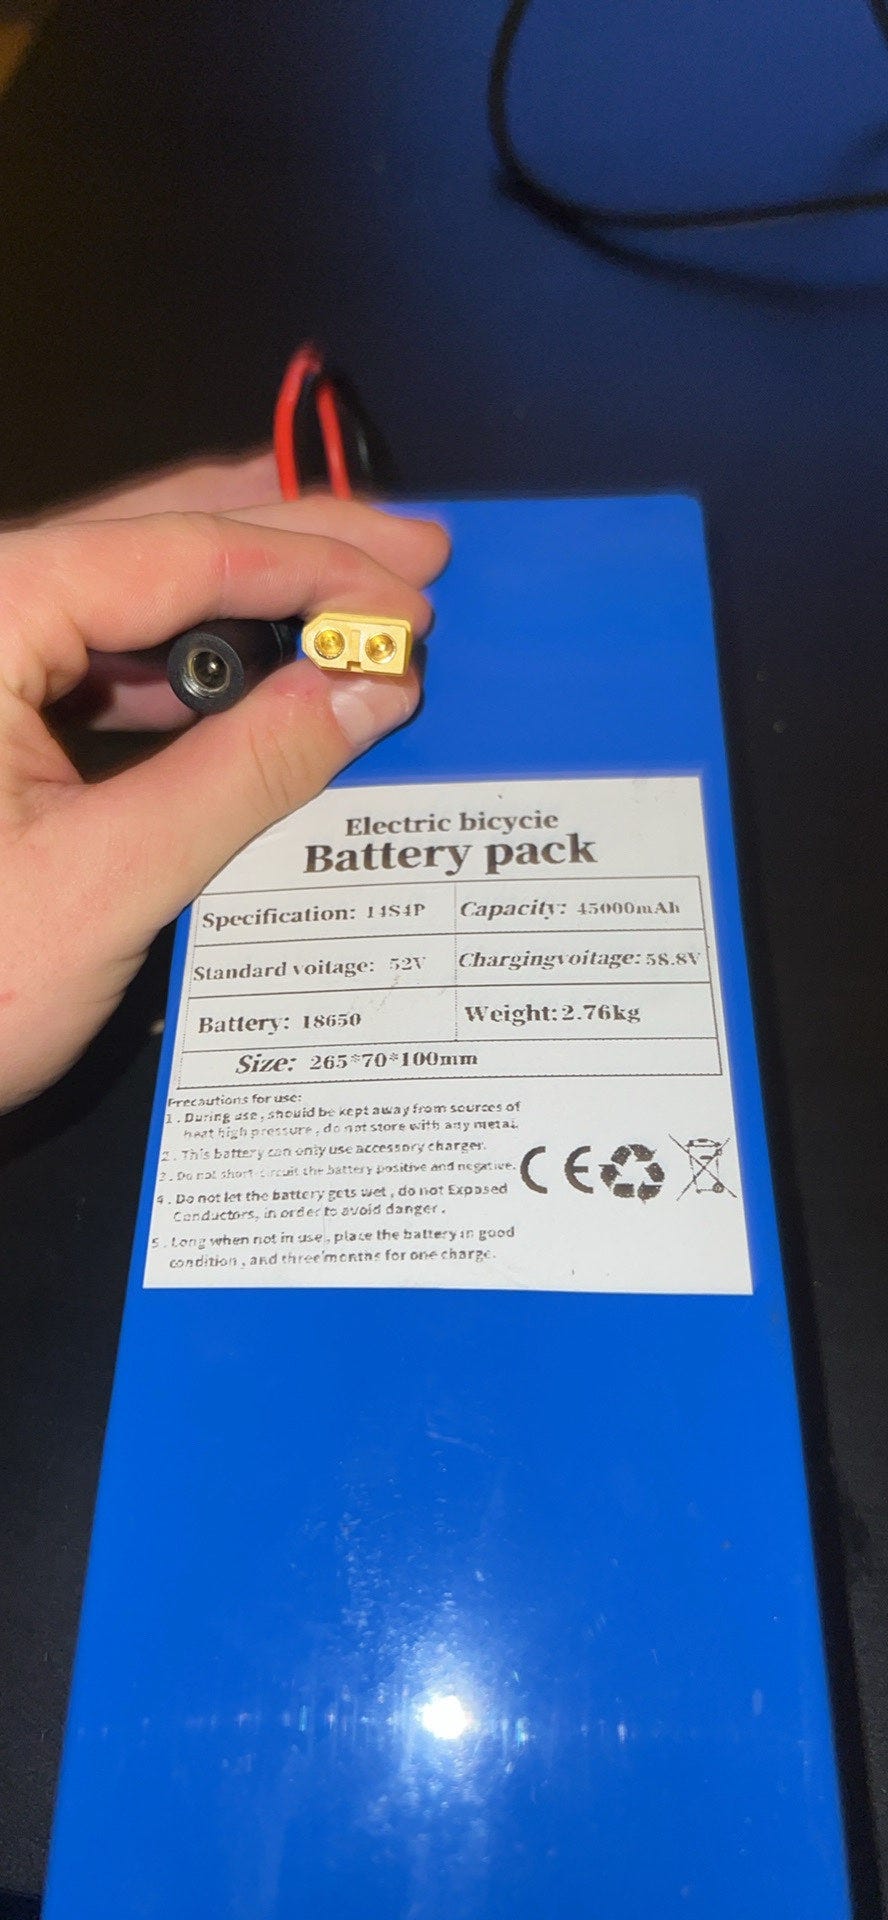 Electric bicycie
Battery pack
Specification: 14S4P Capacity: 45000mAh
Standard voitage: 52V Chargingvoitage: 58.8V
Battery: 18650 Weight:2.76kg
Size: 265*70*100mm
Precautions for use:
1 . During use , should be kept away from sources of
heat high pressure , do not store with any metal.
2 . This battery can only use accessory charger.
3 . Do not short-circuit the battery positive and negative.
4 . Do not let the battery gets wet , do not Exposed
Conductors, in order to avoid danger .
5 . Long when not in use , place the battery in good
condition , and three months for one charge.
CE